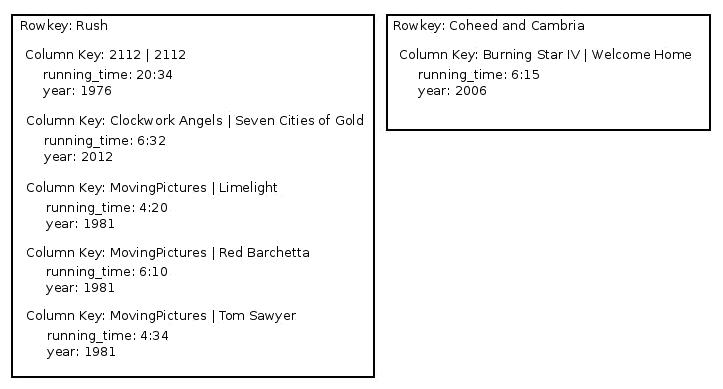 Rowkey: Rush
Column Key: 2112 | 2112
running_time: 20:34
year: 1976
Column Key: Clockwork Angels | Seven Cities of Gold
running_time: 6:32
year: 2012
Column Key: MovingPictures | Limelight
running_time: 4:20
year: 1981
Column Key: MovingPictures | Red Barchetta
running_time: 6:10
year: 1981
Column Key: MovingPictures | Tom Sawyer
running_time: 4:34
year: 1981
Rowkey: Coheed and Cambria
Column Key: Burning Star IV | Welcome Home
running_time: 6:15
year: 2006